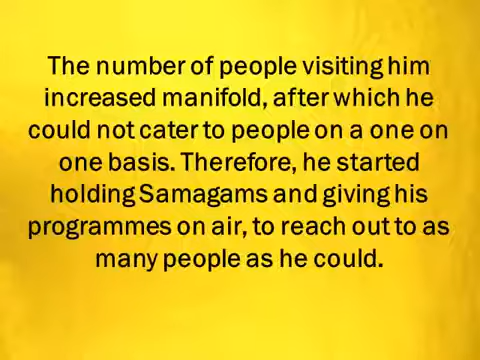 The number of people visiting him
increased manifold, after which he
could not cater to people on a one on
one basis. Therefore, he started
holding Samagams and giving his
programmes on air, to reach out to as
many people as he could.